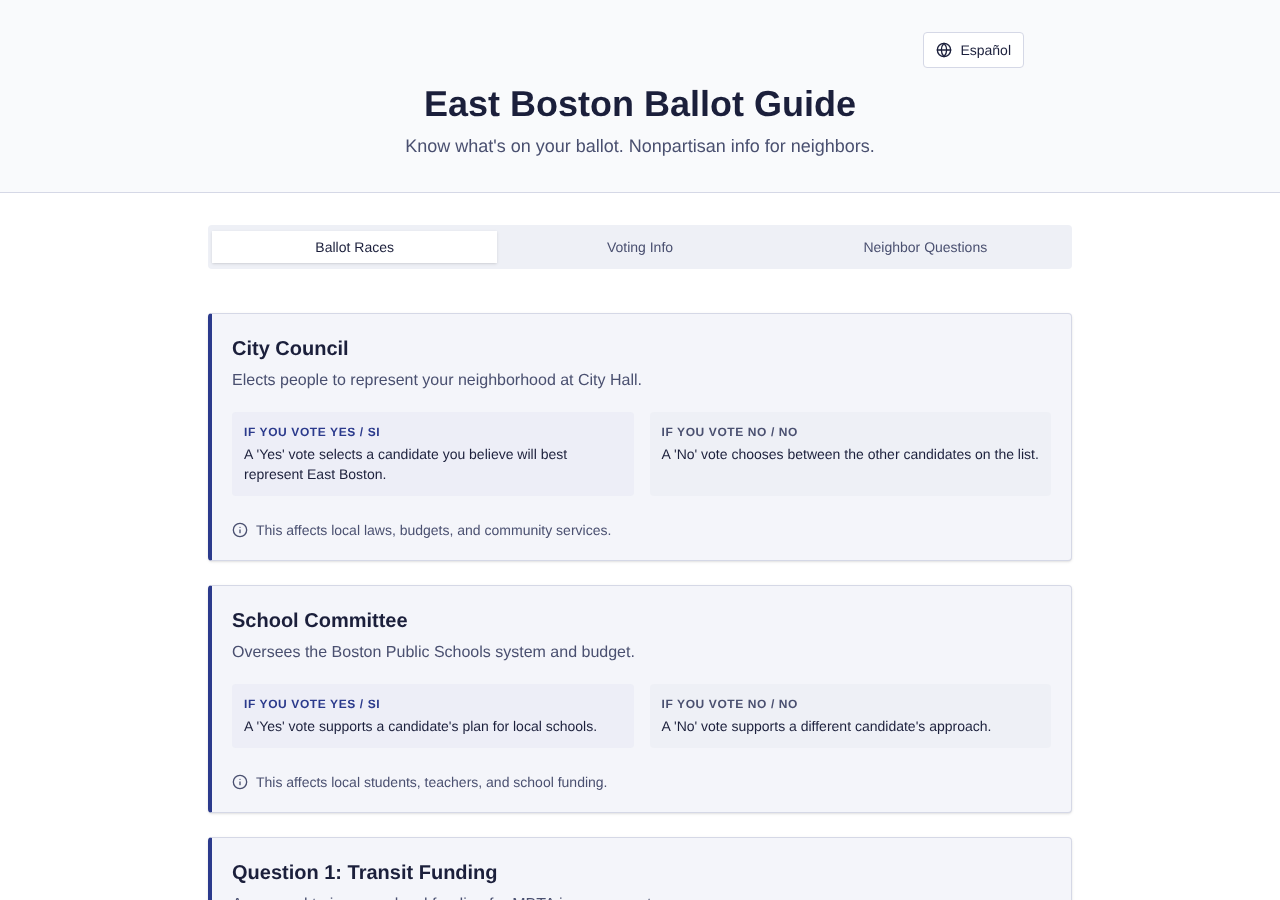 Español
East Boston Ballot Guide
Know what's on your ballot. Nonpartisan info for neighbors.
Ballot Races
Voting Info
Neighbor Questions
City Council
Elects people to represent your neighborhood at City Hall.
IF YOU VOTE YES / SI
A 'Yes' vote selects a candidate you believe will best
represent East Boston.
IF YOU VOTE NO / NO
A 'No' vote chooses between the other candidates on the list.
This affects local laws, budgets, and community services.
School Committee
Oversees the Boston Public Schools system and budget.
IF YOU VOTE YES / SI
A 'Yes' vote supports a candidate's plan for local schools.
IF YOU VOTE NO / NO
A 'No' vote supports a different candidate's approach.
This affects local students, teachers, and school funding.
Question 1: Transit Funding